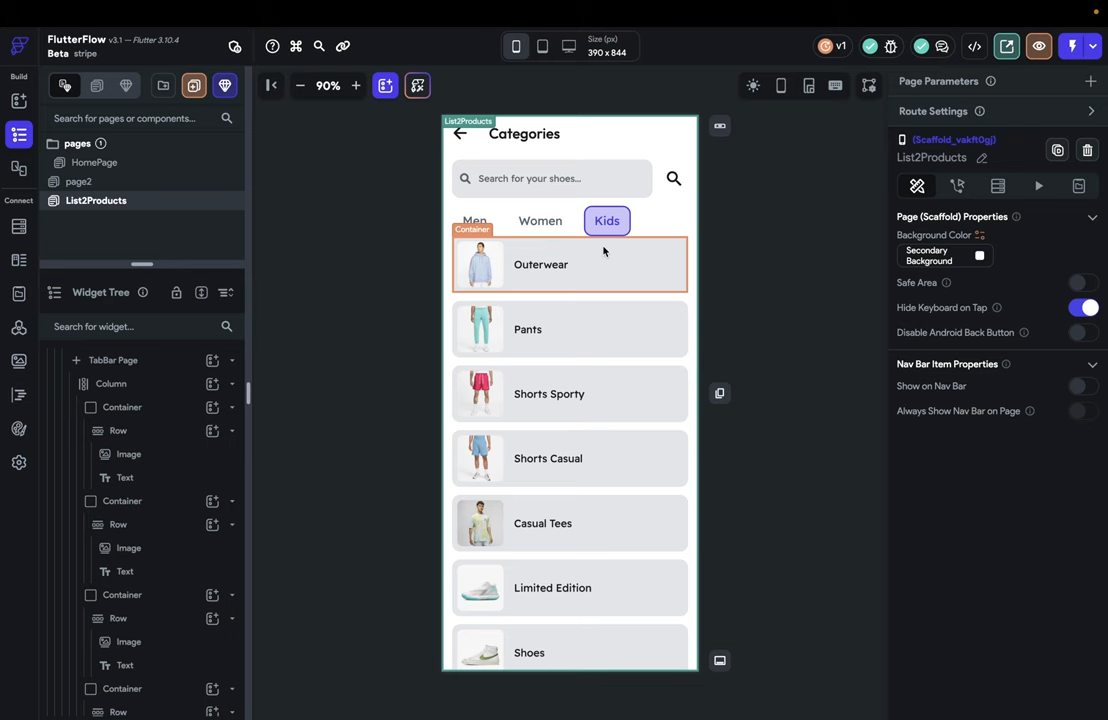 FlutterFlow v3.1 - Flutter 3.10.4
Beta stripe
Size (px)
390 x 844
v1
Build
90%
Search for pages or components...
pages 1
HomePage
page2
Connect
List2Products
Widget Tree
Search for widget...
TabBar Page
Column
Container
Row
Image
Text
Container
Row
Image
Text
Container
Row
Image
Text
Container
Row
List2Products
Categories
Search for your shoes...
Men Women Kids
Container
Outerwear
Pants
Shorts Sporty
Shorts Casual
Casual Tees
Limited Edition
Shoes
Page Parameters
Route Settings
(Scaffold_vakft0gj)
List2Products
Page (Scaffold) Properties
Background Color
Secondary
Background
Safe Area
Hide Keyboard on Tap
Disable Android Back Button
Nav Bar Item Properties
Show on Nav Bar
Always Show Nav Bar on Page